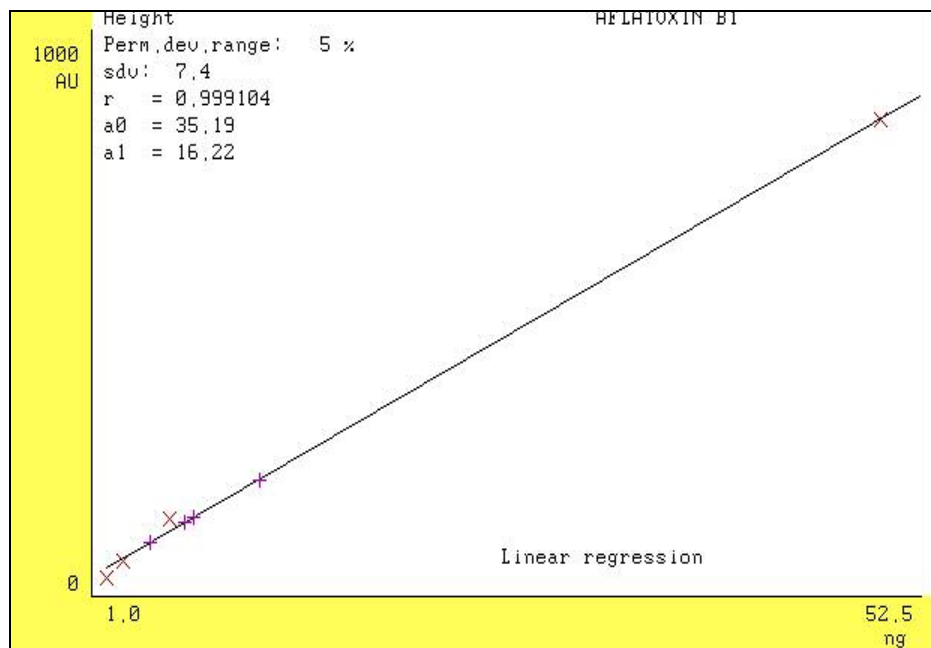 Height AFLATOXIN B1
1000
AU
Perm,dev,range: 5 %
sdv: 7,4
r = 0,999104
a0 = 35,19
a1 = 16,22
Linear regression
0
1,0 52,5
ng